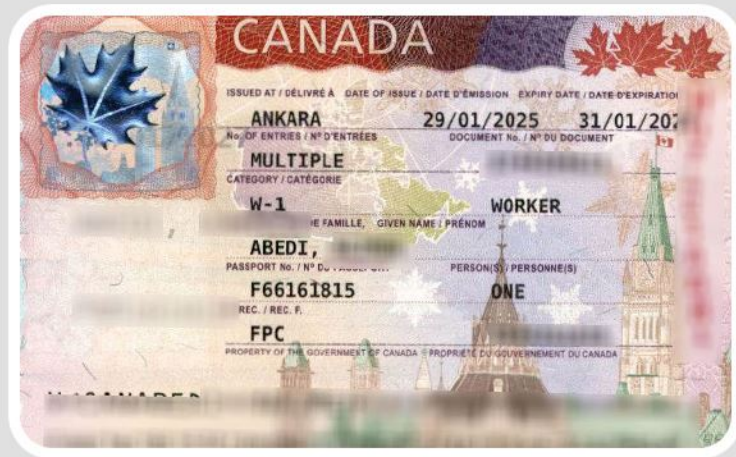 CANADA
ISSUED AT / DÉLIVRÉ À DATE OF ISSUE / DATE D'ÉMISSION EXPIRY DATE / DATE D'EXPIRATION
ANKARA 29/01/2025 31/01/202
No. OF ENTRIES / Nº D'ENTRÉES DOCUMENT No. / Nº DU DOCUMENT
MULTIPLE
CATEGORY / CATÉGORIE
W-1 WORKER
DE FAMILLE, GIVEN NAME / PRÉNOM
ABEDI,
PASSPORT No. / Nº DU PERSON(S) / PERSONNE(S)
F66161815 ONE
REC. / REC. F.
FPC
PROPERTY OF THE GOVERNMENT OF CANADA - PROPRIÉTÉ DU GOUVERNEMENT DU CANADA